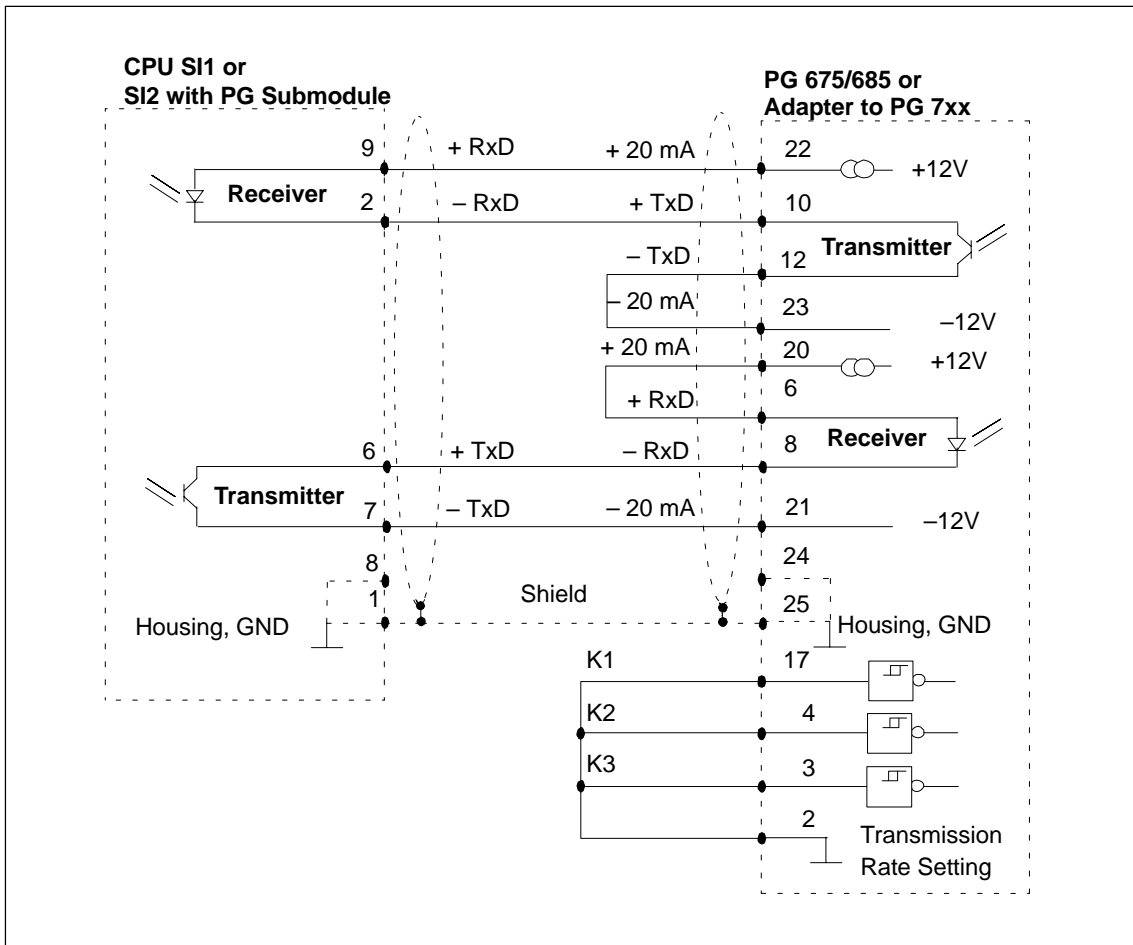 CPU SI1 or
SI2 with PG Submodule
PG 675/685 or
Adapter to PG 7xx
9 + RxD + 20 mA 22 +12V
Receiver
2 – RxD + TxD 10
Transmitter
– TxD 12
– 20 mA 23 –12V
+ 20 mA 20 +12V
+ RxD 6
Receiver
6 + TxD – RxD 8
Transmitter
7 – TxD – 20 mA 21 –12V
8 24
1 Shield 25
Housing, GND Housing, GND
K1 17
K2 4
K3 3
2 Transmission
Rate Setting